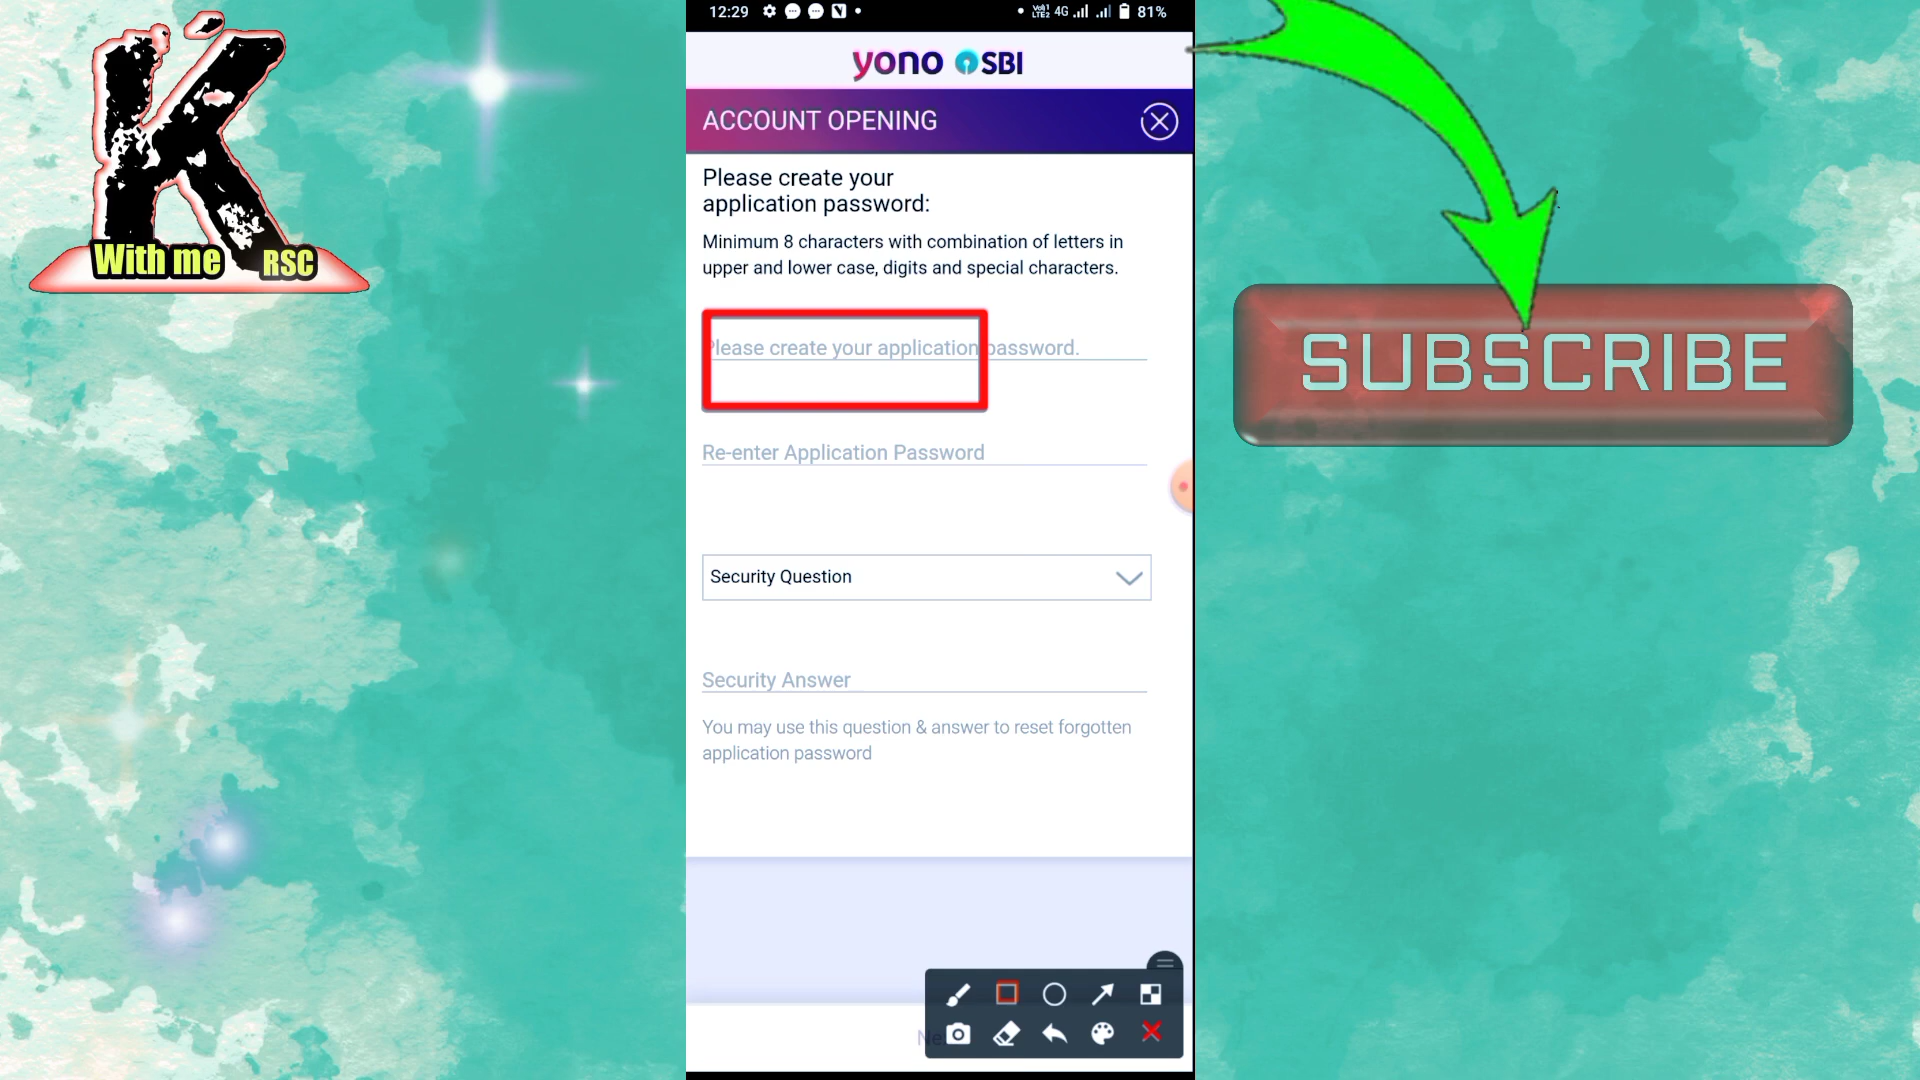 K
With me RSC
12:29
4G
81%
yono SBI
ACCOUNT OPENING
Please create your
application password:
Minimum 8 characters with combination of letters in
upper and lower case, digits and special characters.
Please create your application password.
Re-enter Application Password
Security Question
Security Answer
You may use this question & answer to reset forgotten
application password
SUBSCRIBE